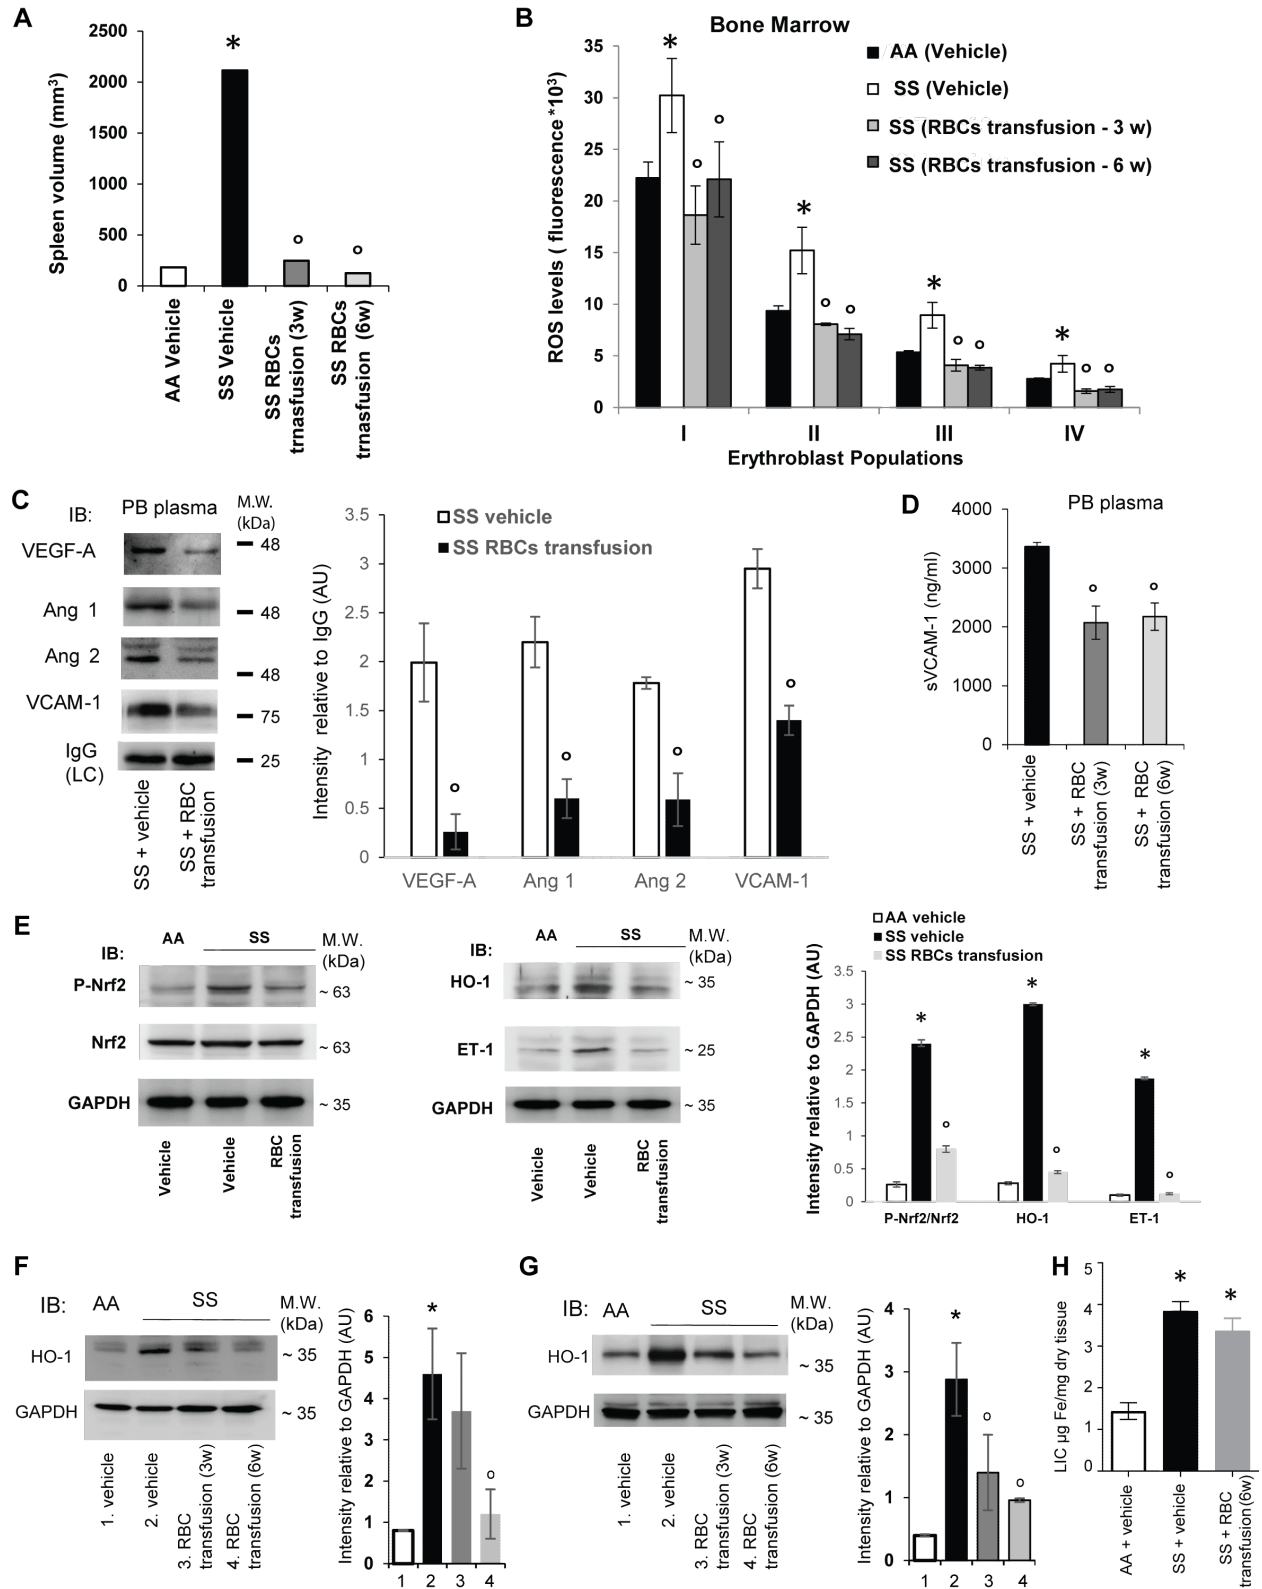 A
2500
2000
1500
1000
500
0
Spleen volume (mm³)
*
°
°
AA Vehicle
SS Vehicle
SS RBCs
trnasfusion (3w)
SS RBCs
trnasfusion (6w)
B
Bone Marrow
AA (Vehicle)
SS (Vehicle)
SS (RBCs transfusion - 3 w)
SS (RBCs transfusion - 6 w)
ROS levels ( fluorescence *10³)
35
30
25
20
15
10
5
0
*
°
°
*
°
°
*
°
°
*
°
°
I
II
III
IV
Erythroblast Populations
C
IB:
PB plasma
M.W.
(kDa)
VEGF-A
48
Ang 1
48
Ang 2
48
VCAM-1
75
IgG
(LC)
25
SS + vehicle
SS + RBC
transfusion
SS vehicle
SS RBCs transfusion
Intensity relative to IgG (AU)
3.5
3
2.5
2
1.5
1
0.5
0
°
°
°
°
VEGF-A
Ang 1
Ang 2
VCAM-1
D
PB plasma
sVCAM-1 (ng/ml)
4000
3000
2000
1000
0
°
°
SS + vehicle
SS + RBC
transfusion (3w)
SS + RBC
transfusion (6w)
E
AA
SS
IB:
M.W.
(kDa)
P-Nrf2
~ 63
Nrf2
~ 63
GAPDH
~ 35
Vehicle
Vehicle
RBC
transfusion
AA
SS
IB:
M.W.
(kDa)
HO-1
~ 35
ET-1
~ 25
GAPDH
~ 35
Vehicle
Vehicle
RBC
transfusion
AA vehicle
SS vehicle
SS RBCs transfusion
Intensity relative to GAPDH (AU)
3.5
3
2.5
2
1.5
1
0.5
0
*
°
*
°
*
°
P-Nrf2/Nrf2
HO-1
ET-1
F
IB:
AA
SS
M.W.
(kDa)
HO-1
~ 35
GAPDH
~ 35
1. vehicle
2. vehicle
3. RBC
transfusion (3w)
4. RBC
transfusion (6w)
Intensity relative to GAPDH (AU)
6
5
4
3
2
1
0
*
°
1
2
3
4
G
IB:
AA
SS
M.W.
(kDa)
HO-1
~ 35
GAPDH
~ 35
1. vehicle
2. vehicle
3. RBC
transfusion (3w)
4. RBC
transfusion (6w)
Intensity relative to GAPDH (AU)
4
3
2
1
0
*
°
°
1
2
3
4
H
LIC µg Fe/mg dry tissue
5
4
3
2
1
0
*
*
AA + vehicle
SS + vehicle
SS + RBC
transfusion (6w)